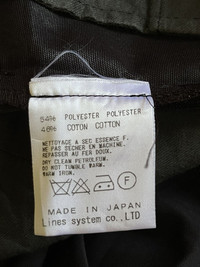 54% POLYESTER POLYESTER
46% COTON COTTON
NETTOYAGE A SEC ESSENCE F.
NE PAS SECHER EN MACHINE.
REPASSER AU FER DOUX.
DRY CLEAN PETROLEUM.
DO NOT TUMBLE WARM.
WARM IRON.
F
MADE IN JAPAN
Lines system co.,LTD